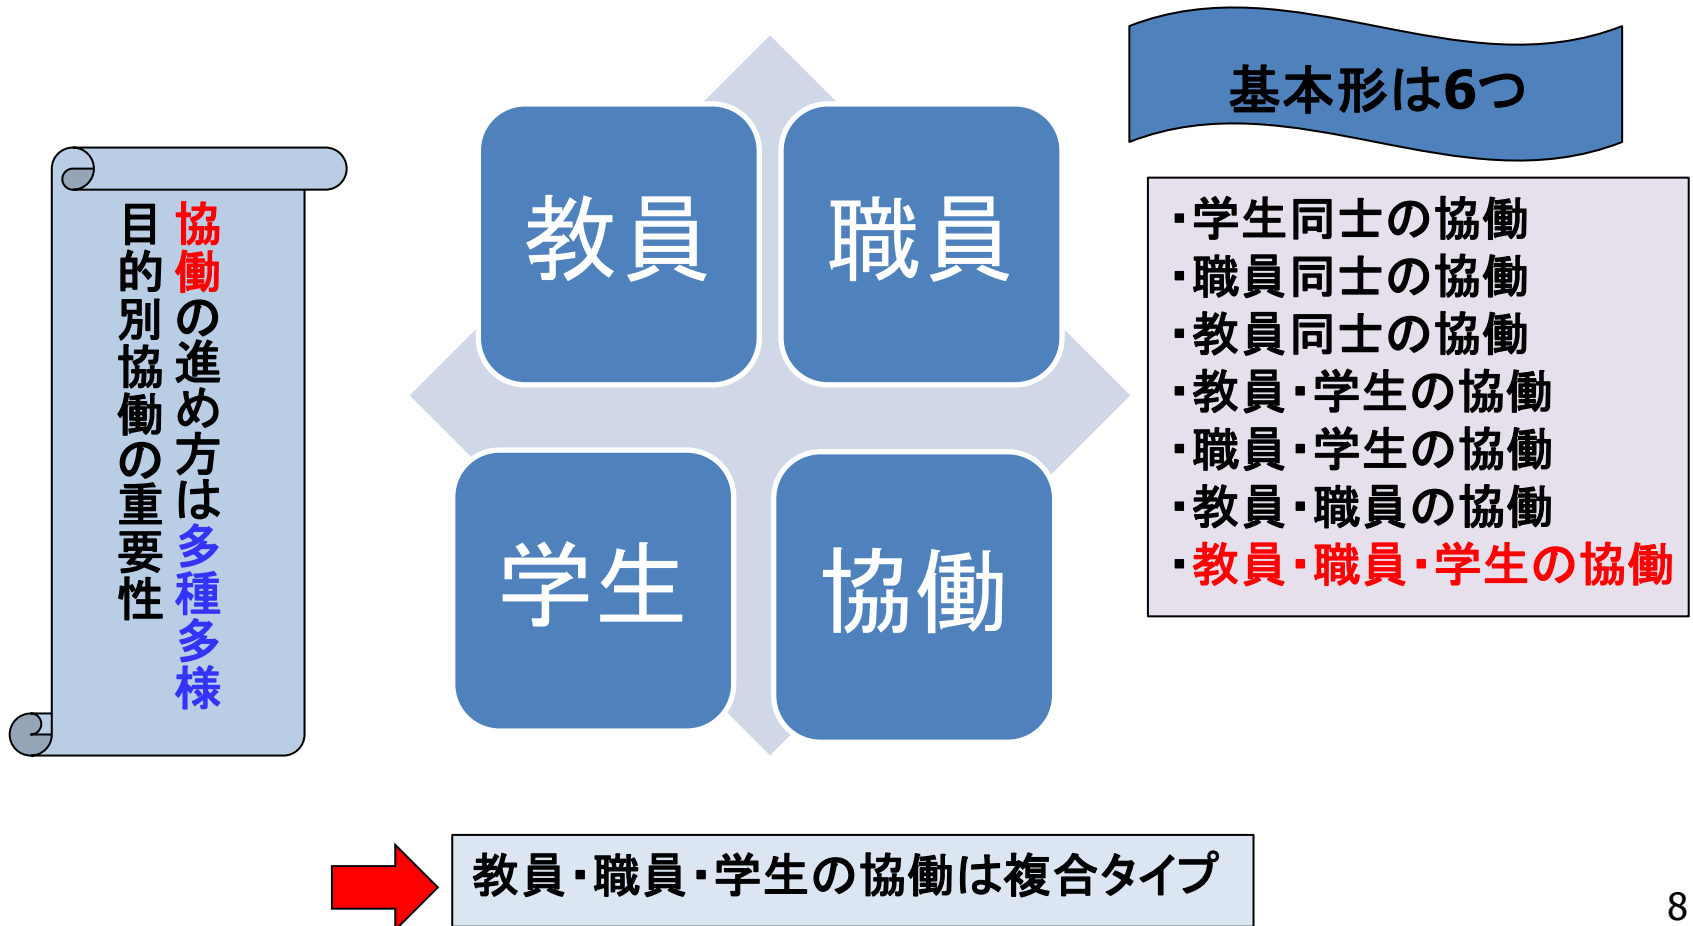 協働の進め方は多種多様
目的別協働の重要性
教員
職員
学生
協働
基本形は6つ
・学生同士の協働
・職員同士の協働
・教員同士の協働
・教員・学生の協働
・職員・学生の協働
・教員・職員の協働
・教員・職員・学生の協働
教員・職員・学生の協働は複合タイプ
8